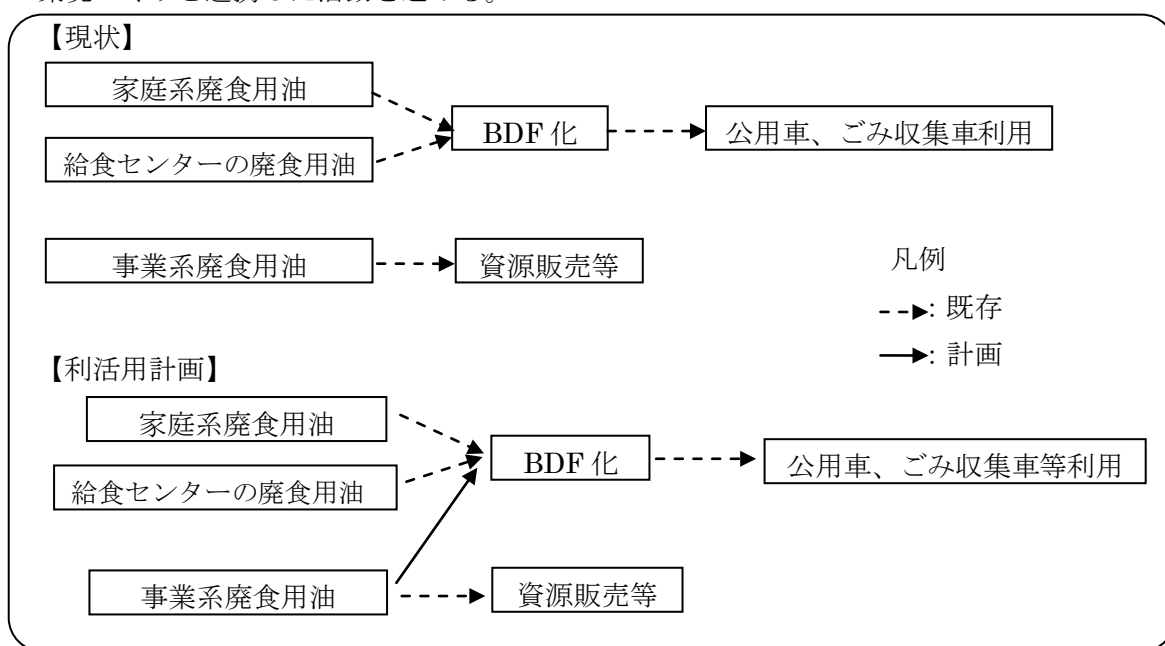 【現状】
家庭系廃食用油
BDF 化
公用車、ごみ収集車利用
給食センターの廃食用油
事業系廃食用油
資源販売等
凡例
: 既存
: 計画
【利活用計画】
家庭系廃食用油
BDF 化
公用車、ごみ収集車等利用
給食センターの廃食用油
事業系廃食用油
資源販売等